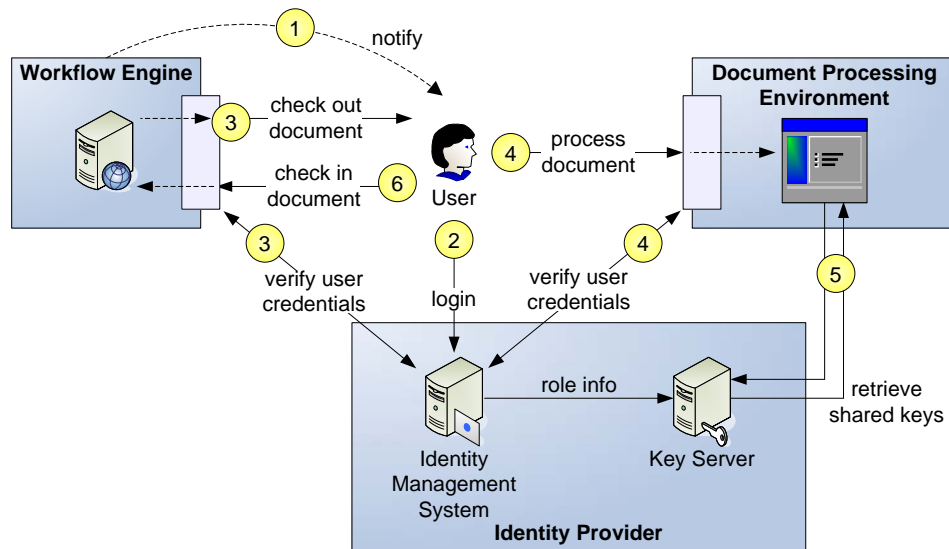 1
notify
Workflow Engine
Document Processing
Environment
3
check out
document
4
process
document
check in
document
6
User
3
verify user
credentials
2
login
4
verify user
credentials
5
role info
retrieve
shared keys
Identity
Management
System
Key Server
Identity Provider